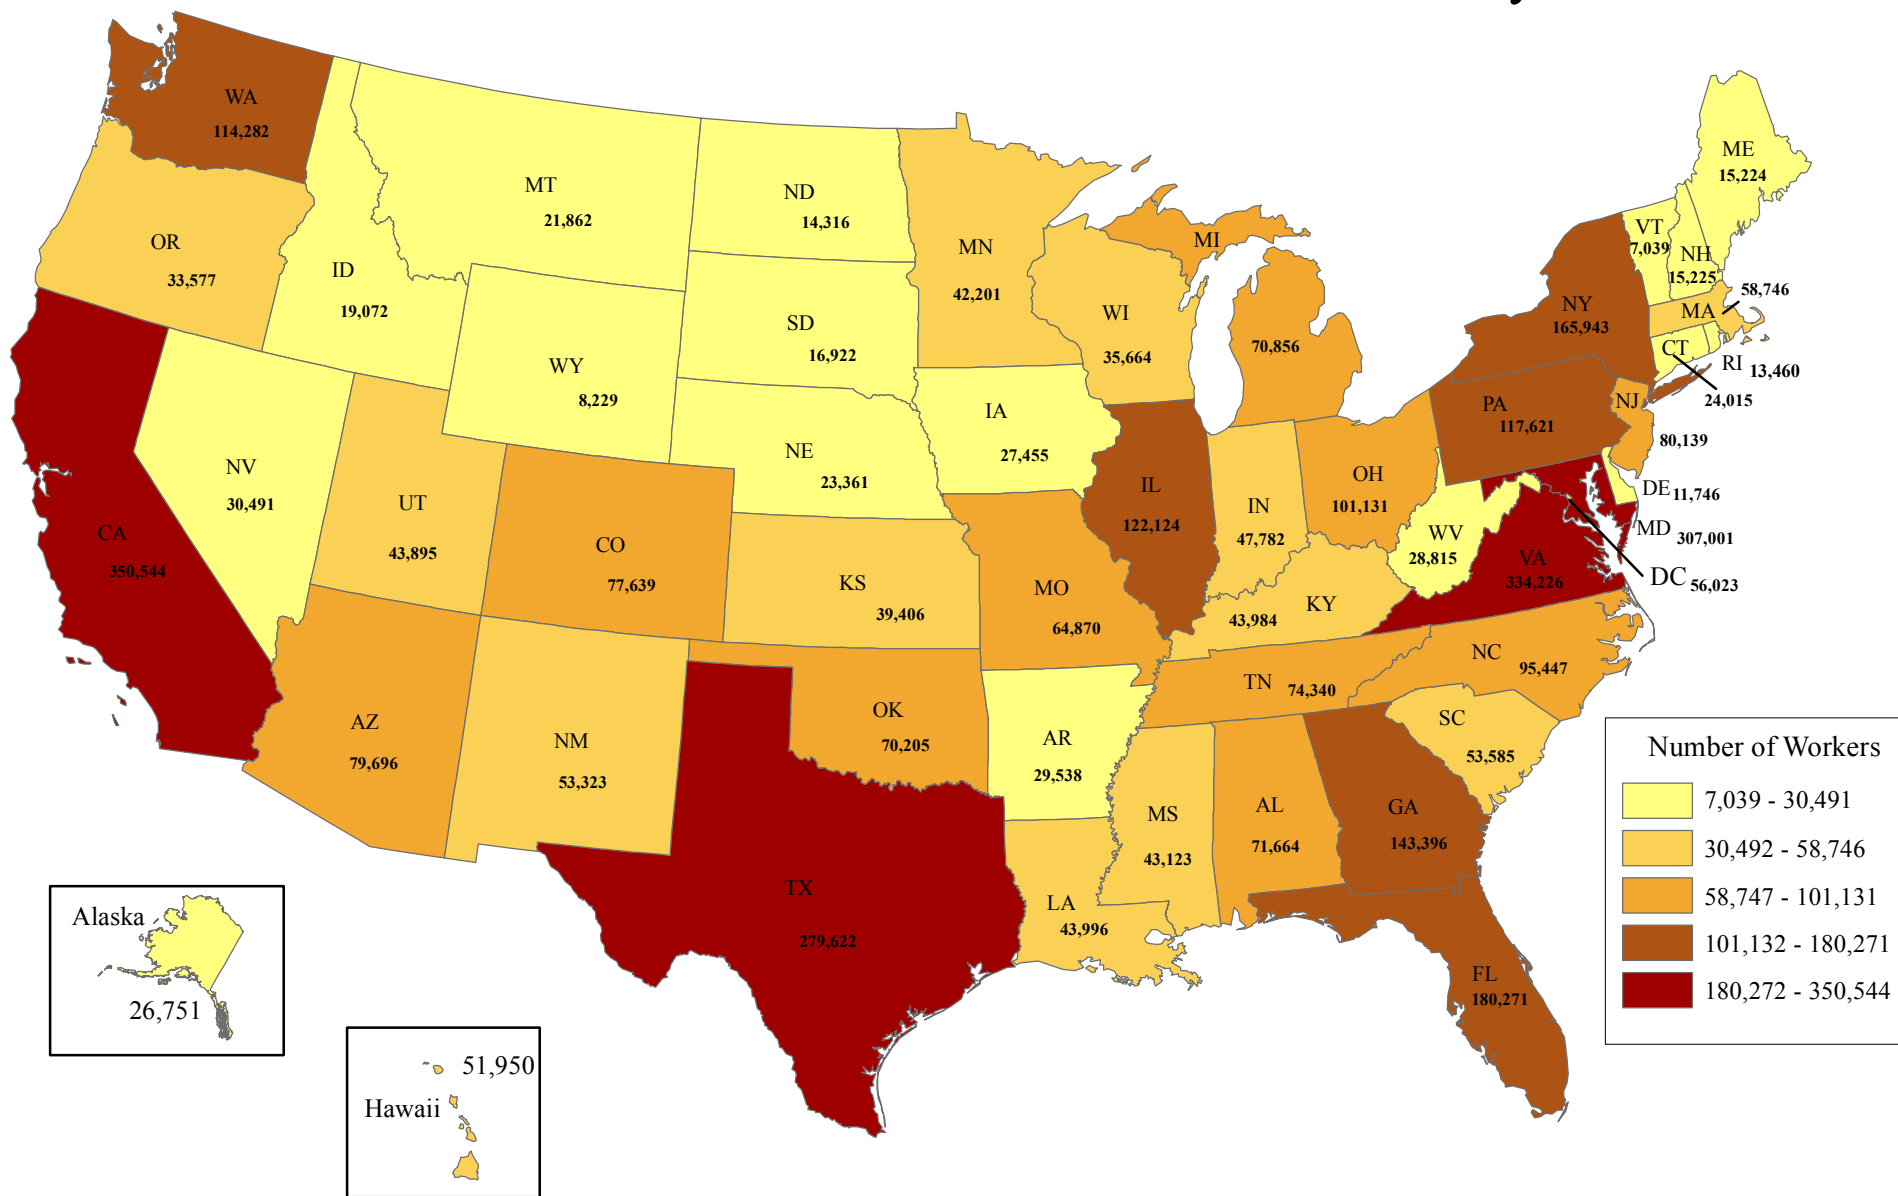 WA
114,282
OR
33,577
CA
350,544
NV
30,491
ID
19,072
MT
21,862
WY
8,229
UT
43,895
CO
77,639
AZ
79,696
NM
53,323
ND
14,316
SD
16,922
NE
23,361
KS
39,406
OK
70,205
TX
279,622
MN
42,201
IA
27,455
MO
64,870
AR
29,538
LA
43,996
WI
35,664
IL
122,124
MI
70,856
IN
47,782
OH
101,131
KY
43,984
TN
74,340
MS
43,123
AL
71,664
GA
143,396
FL
180,271
SC
53,585
NC
95,447
VA
334,226
WV
28,815
PA
117,621
NY
165,943
VT
7,039
NH
15,225
ME
15,224
MA
58,746
CT
24,015
RI 13,460
NJ
80,139
DE 11,746
MD 307,001
DC 56,023
Alaska
26,751
51,950
Hawaii
Number of Workers
7,039 - 30,491
30,492 - 58,746
58,747 - 101,131
101,132 - 180,271
180,272 - 350,544